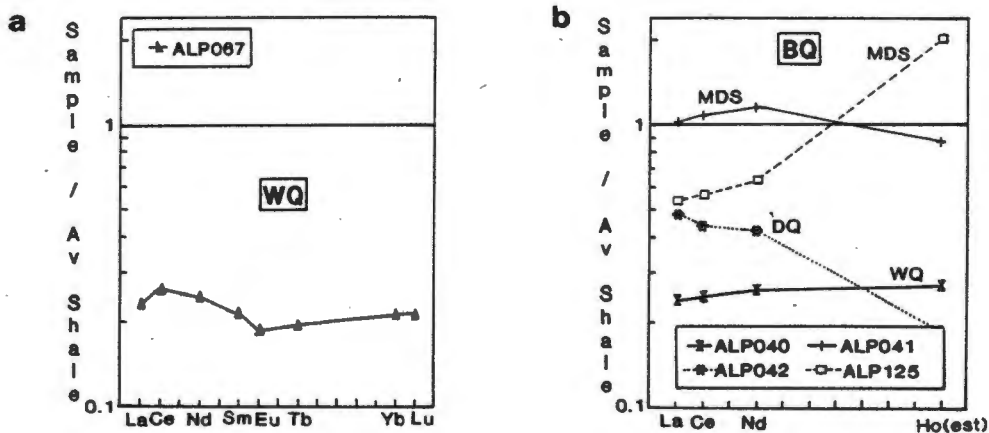 a
Sample / Av Shale
ALP067
1
WQ
0.1
La Ce Nd Sm Eu Tb Yb Lu
b
Sample / Av Shale
BQ
MDS
MDS
1
DQ
WQ
ALP040 ALP041
ALP042 ALP125
0.1
La Ce Nd Ho(est)